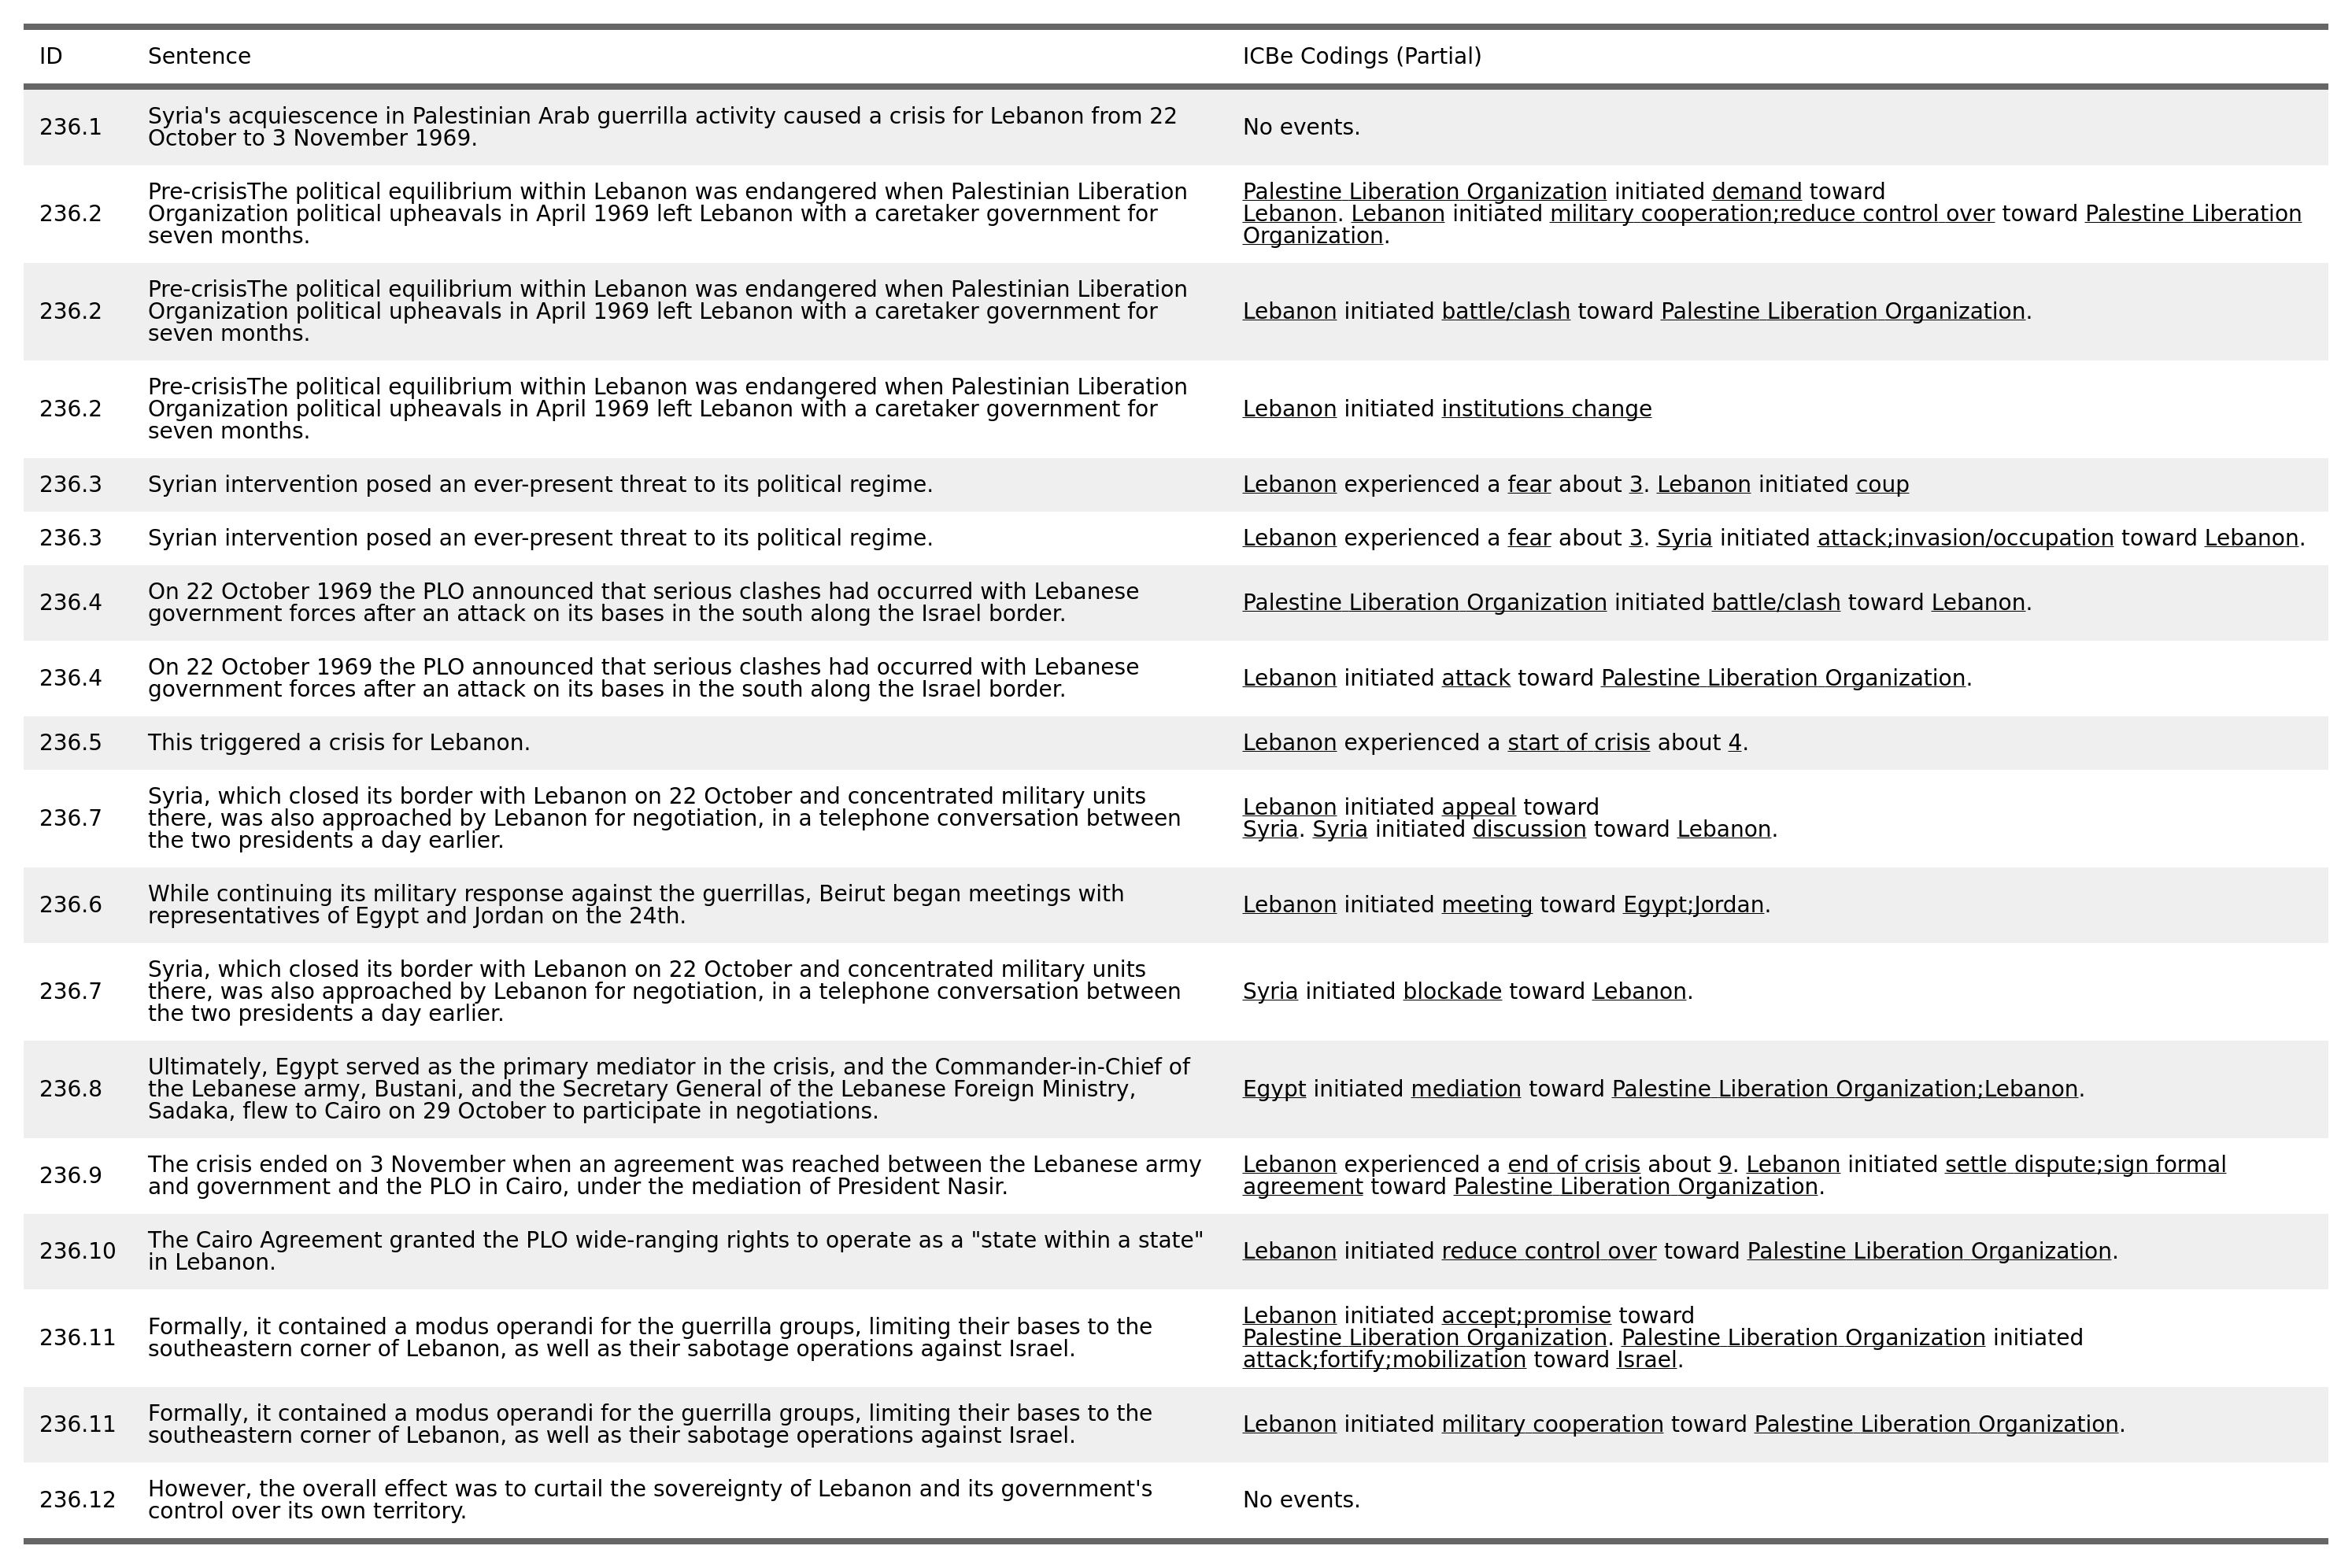 ID Sentence ICBe Codings (Partial)
236.1 Syria's acquiescence in Palestinian Arab guerrilla activity caused a crisis for Lebanon from 22
October to 3 November 1969.
No events.
236.2 Pre-crisisThe political equilibrium within Lebanon was endangered when Palestinian Liberation
Organization political upheavals in April 1969 left Lebanon with a caretaker government for
seven months.
Palestine Liberation Organization initiated demand toward
Lebanon. Lebanon initiated military cooperation;reduce control over toward Palestine Liberation
Organization.
236.2 Pre-crisisThe political equilibrium within Lebanon was endangered when Palestinian Liberation
Organization political upheavals in April 1969 left Lebanon with a caretaker government for
seven months.
Lebanon initiated battle/clash toward Palestine Liberation Organization.
236.2 Pre-crisisThe political equilibrium within Lebanon was endangered when Palestinian Liberation
Organization political upheavals in April 1969 left Lebanon with a caretaker government for
seven months.
Lebanon initiated institutions change
236.3 Syrian intervention posed an ever-present threat to its political regime.
Lebanon experienced a fear about 3. Lebanon initiated coup
236.3 Syrian intervention posed an ever-present threat to its political regime.
Lebanon experienced a fear about 3. Syria initiated attack;invasion/occupation toward Lebanon.
236.4 On 22 October 1969 the PLO announced that serious clashes had occurred with Lebanese
government forces after an attack on its bases in the south along the Israel border.
Palestine Liberation Organization initiated battle/clash toward Lebanon.
236.4 On 22 October 1969 the PLO announced that serious clashes had occurred with Lebanese
government forces after an attack on its bases in the south along the Israel border.
Lebanon initiated attack toward Palestine Liberation Organization.
236.5 This triggered a crisis for Lebanon.
Lebanon experienced a start of crisis about 4.
236.7 Syria, which closed its border with Lebanon on 22 October and concentrated military units
there, was also approached by Lebanon for negotiation, in a telephone conversation between
the two presidents a day earlier.
Lebanon initiated appeal toward
Syria. Syria initiated discussion toward Lebanon.
236.6 While continuing its military response against the guerrillas, Beirut began meetings with
representatives of Egypt and Jordan on the 24th.
Lebanon initiated meeting toward Egypt;Jordan.
236.7 Syria, which closed its border with Lebanon on 22 October and concentrated military units
there, was also approached by Lebanon for negotiation, in a telephone conversation between
the two presidents a day earlier.
Syria initiated blockade toward Lebanon.
236.8 Ultimately, Egypt served as the primary mediator in the crisis, and the Commander-in-Chief of
the Lebanese army, Bustani, and the Secretary General of the Lebanese Foreign Ministry,
Sadaka, flew to Cairo on 29 October to participate in negotiations.
Egypt initiated mediation toward Palestine Liberation Organization;Lebanon.
236.9 The crisis ended on 3 November when an agreement was reached between the Lebanese army
and government and the PLO in Cairo, under the mediation of President Nasir.
Lebanon experienced a end of crisis about 9. Lebanon initiated settle dispute;sign formal
agreement toward Palestine Liberation Organization.
236.10 The Cairo Agreement granted the PLO wide-ranging rights to operate as a "state within a state"
in Lebanon.
Lebanon initiated reduce control over toward Palestine Liberation Organization.
236.11 Formally, it contained a modus operandi for the guerrilla groups, limiting their bases to the
southeastern corner of Lebanon, as well as their sabotage operations against Israel.
Lebanon initiated accept;promise toward
Palestine Liberation Organization. Palestine Liberation Organization initiated
attack;fortify;mobilization toward Israel.
236.11 Formally, it contained a modus operandi for the guerrilla groups, limiting their bases to the
southeastern corner of Lebanon, as well as their sabotage operations against Israel.
Lebanon initiated military cooperation toward Palestine Liberation Organization.
236.12 However, the overall effect was to curtail the sovereignty of Lebanon and its government's
control over its own territory.
No events.